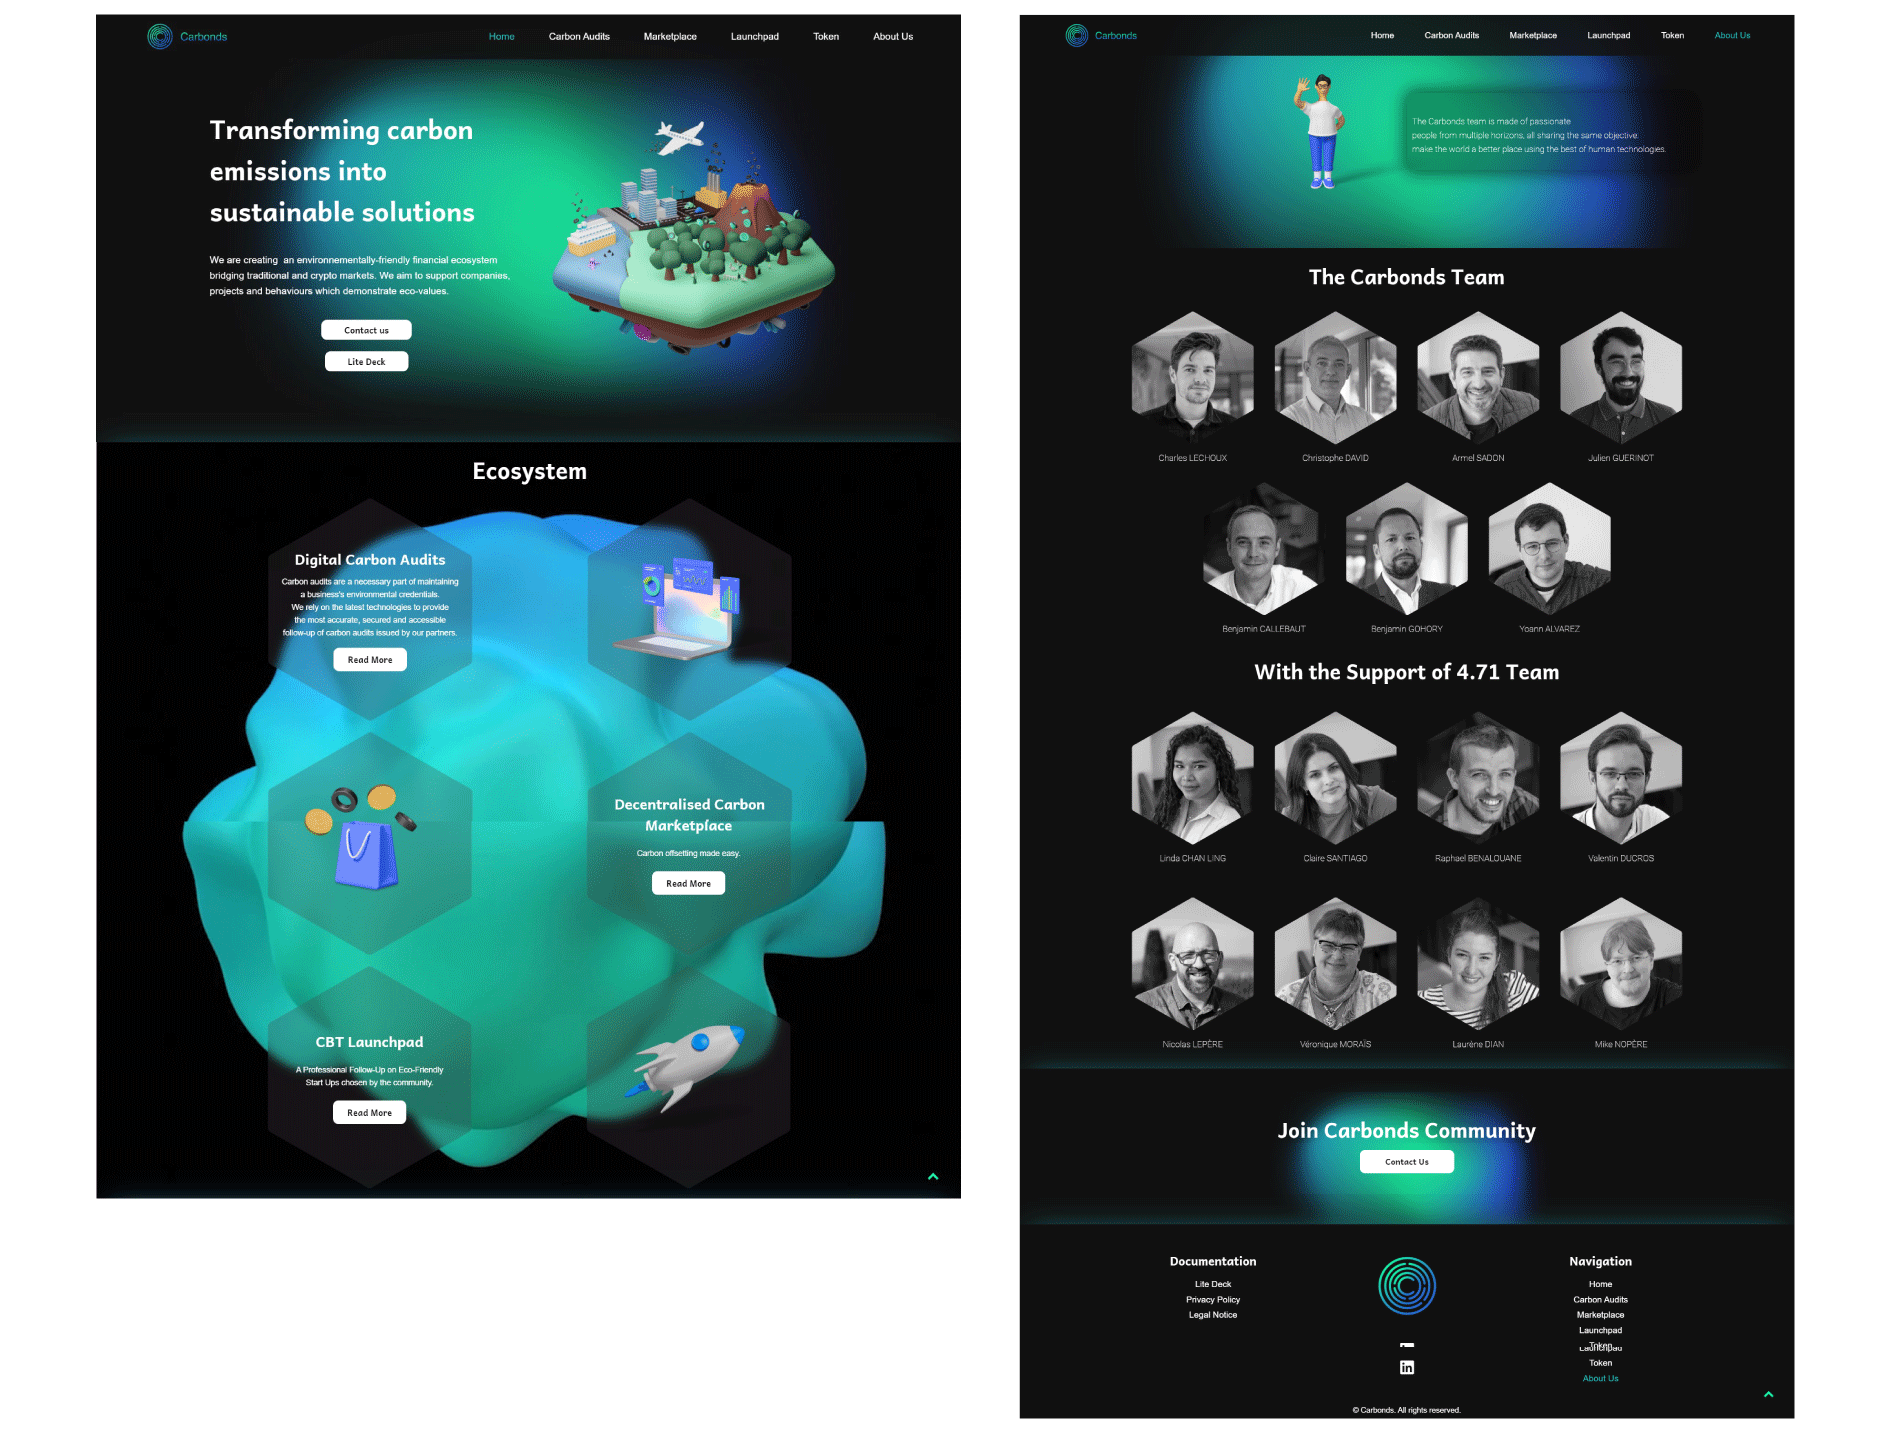 Carbonds
Home
Carbon Audits
Marketplace
Launchpad
Token
About Us
Transforming carbon
emissions into
sustainable solutions
We are creating an environnementally-friendly financial ecosystem
bridging traditional and crypto markets. We aim to support companies,
projects and behaviours which demonstrate eco-values.
Contact us
Lite Deck
Ecosystem
Digital Carbon Audits
Carbon audits are a necessary part of maintaining
a business's environmental credentials.
We rely on the latest technologies to provide
the most accurate, secured and accessible
follow-up of carbon audits issued by our partners.
Read More
Decentralised Carbon
Marketplace
Carbon offsetting made easy.
Read More
CBT Launchpad
A Professional Follow-Up on Eco-Friendly
Start Ups chosen by the community.
Read More
Carbonds
Home
Carbon Audits
Marketplace
Launchpad
Token
About Us
The Carbonds team is made of passionate
people from multiple horizons, all sharing the same objective:
make the world a better place using the best of human technologies.
The Carbonds Team
Charles LECHOUX
Christophe DAVID
Armel SADON
Julien GUERINOT
Benjamin CALLEBAUT
Benjamin GOHORY
Yoann ALVAREZ
With the Support of 4.71 Team
Linda CHAN LING
Claire SANTIAGO
Raphael BENALOUANE
Valentin DUCROS
Nicolas LEPÈRE
Véronique MORAÏS
Laurène DIAN
Mike NOPÈRE
Join Carbonds Community
Contact Us
Documentation
Lite Deck
Privacy Policy
Legal Notice
in
Navigation
Home
Carbon Audits
Marketplace
Launchpad
Token
Launchpad
Token
About Us
© Carbonds. All rights reserved.